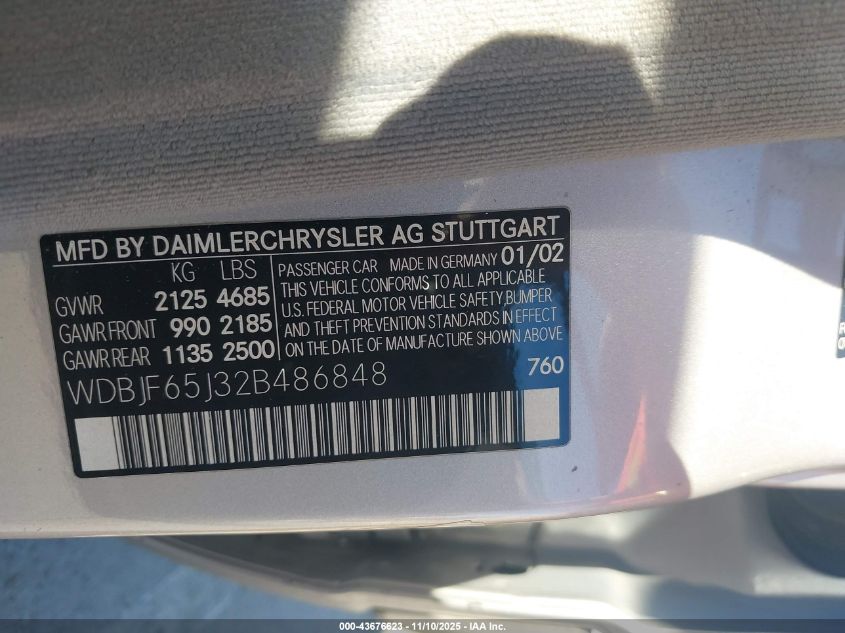 MFD BY DAIMLERCHRYSLER AG STUTTGART
KG LBS
GVWR 2125 4685
GAWR FRONT 990 2185
GAWR REAR 1135 2500
PASSENGER CAR MADE IN GERMANY 01/02
THIS VEHICLE CONFORMS TO ALL APPLICABLE
U.S. FEDERAL MOTOR VEHICLE SAFETY,BUMPER
AND THEFT PREVENTION STANDARDS IN EFFECT
ON THE DATE OF MANUFACTURE SHOWN ABOVE
WDBJF65J32B486848 760
000-43676623 - 11/10/2025 - IAA Inc.